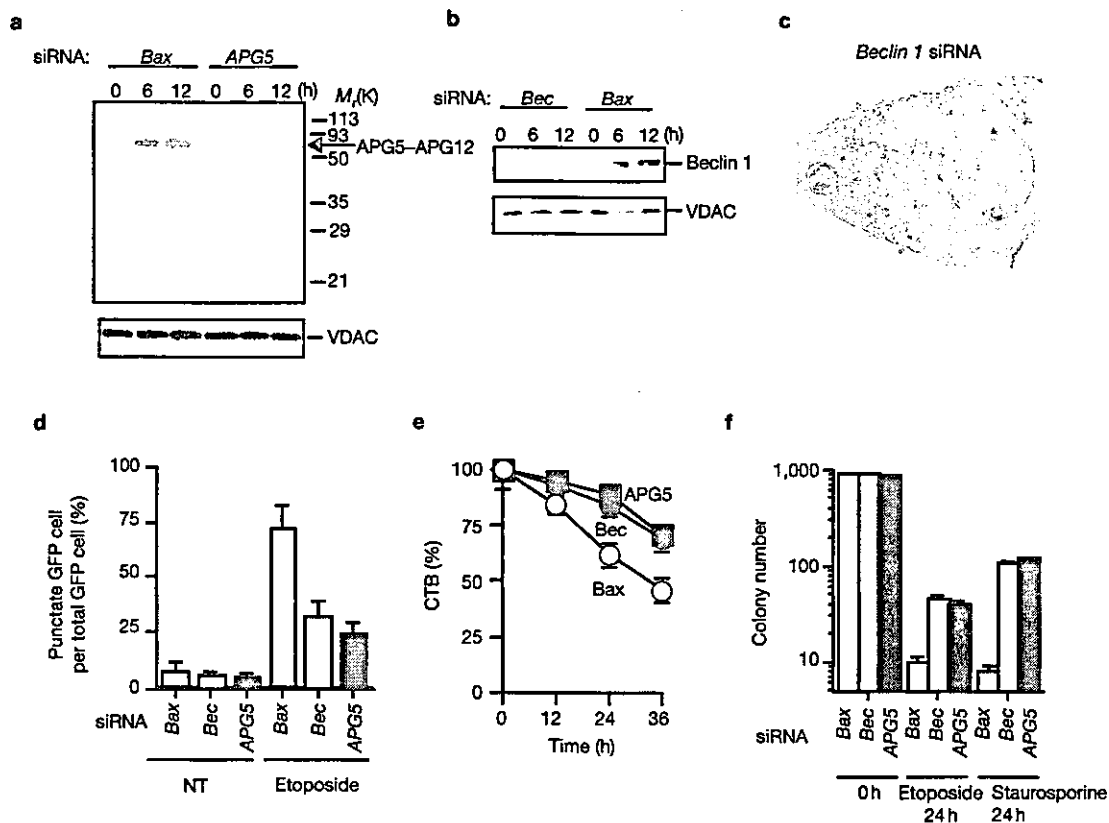 a
siRNA: Bax APG5
0 6 12 0 6 12 (h) Mr(K)
113
93
APG5–APG12
50
35
29
21
VDAC
b
siRNA: Bec Bax
0 6 12 0 6 12 (h)
Beclin 1
VDAC
c
Beclin 1 siRNA
d
Punctate GFP cell
per total GFP cell (%)
100
75
50
25
0
siRNA
Bax Bec APG5 Bax Bec APG5
NT Etoposide
e
CTB (%)
100
75
50
25
0
APG5
Bec
Bax
0 12 24 36
Time (h)
f
Colony number
1,000
100
10
siRNA
Bax Bec APG5 Bax Bec APG5 Bax Bec APG5
0 h Etoposide Staurosporine
24 h 24 h